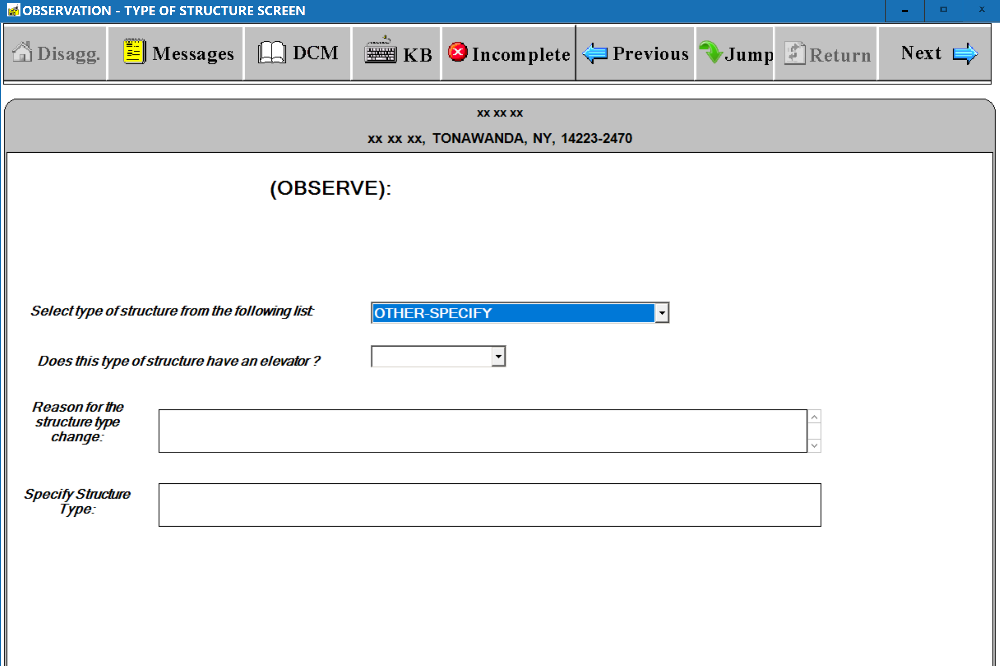 OBSERVATION - TYPE OF STRUCTURE SCREEN
Disagg. Messages DCM KB Incomplete Previous Jump Return Next
xx xx xx
xx xx xx, TONAWANDA, NY, 14223-2470
(OBSERVE):
Select type of structure from the following list: OTHER-SPECIFY
Does this type of structure have an elevator ?
Reason for the
structure type
change:
Specify Structure
Type: